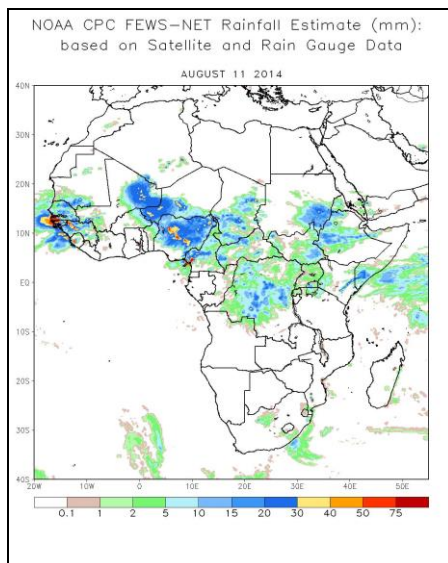 NOAA CPC FEWS-NET Rainfall Estimate (mm):
based on Satellite and Rain Gauge Data
AUGUST 11 2014
40N
30N
20N
10N
EQ
10S
20S
30S
40S
20W 10W 0 10E 20E 30E 40E 50E
0.1 1 2 5 10 15 20 30 40 50 75